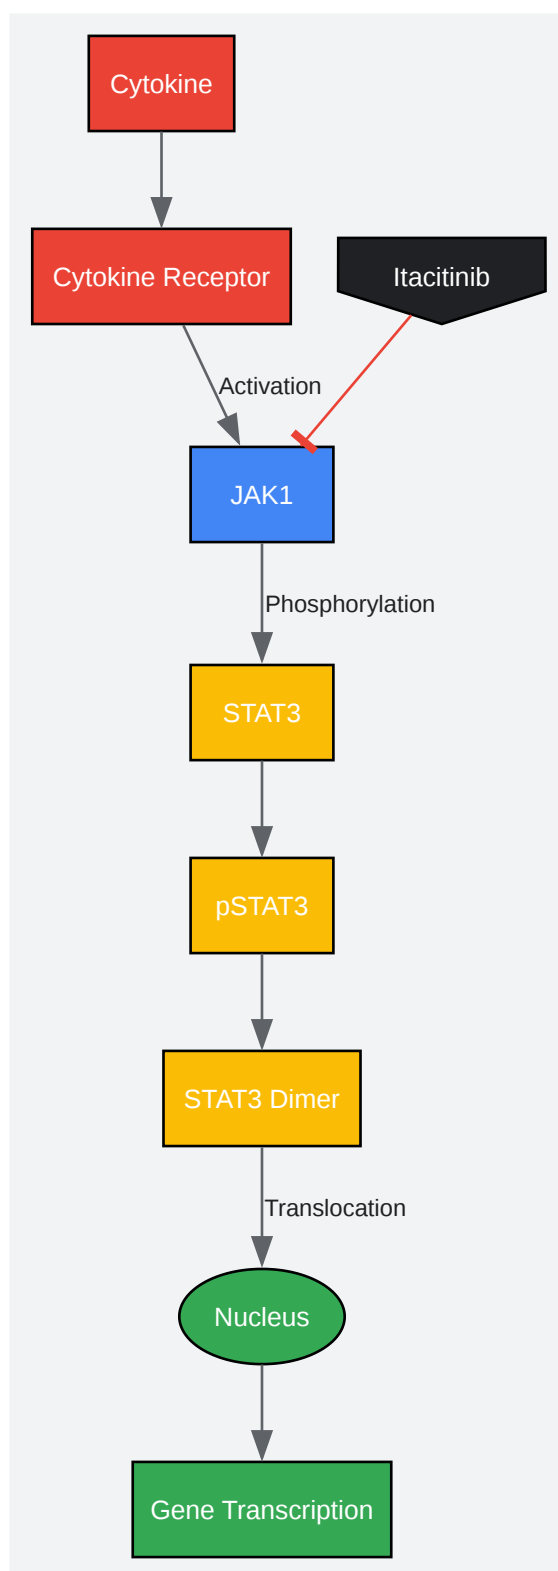 Cytokine
Cytokine Receptor
Itacitinib
Activation
JAK1
Phosphorylation
STAT3
pSTAT3
STAT3 Dimer
Translocation
Nucleus
Gene Transcription